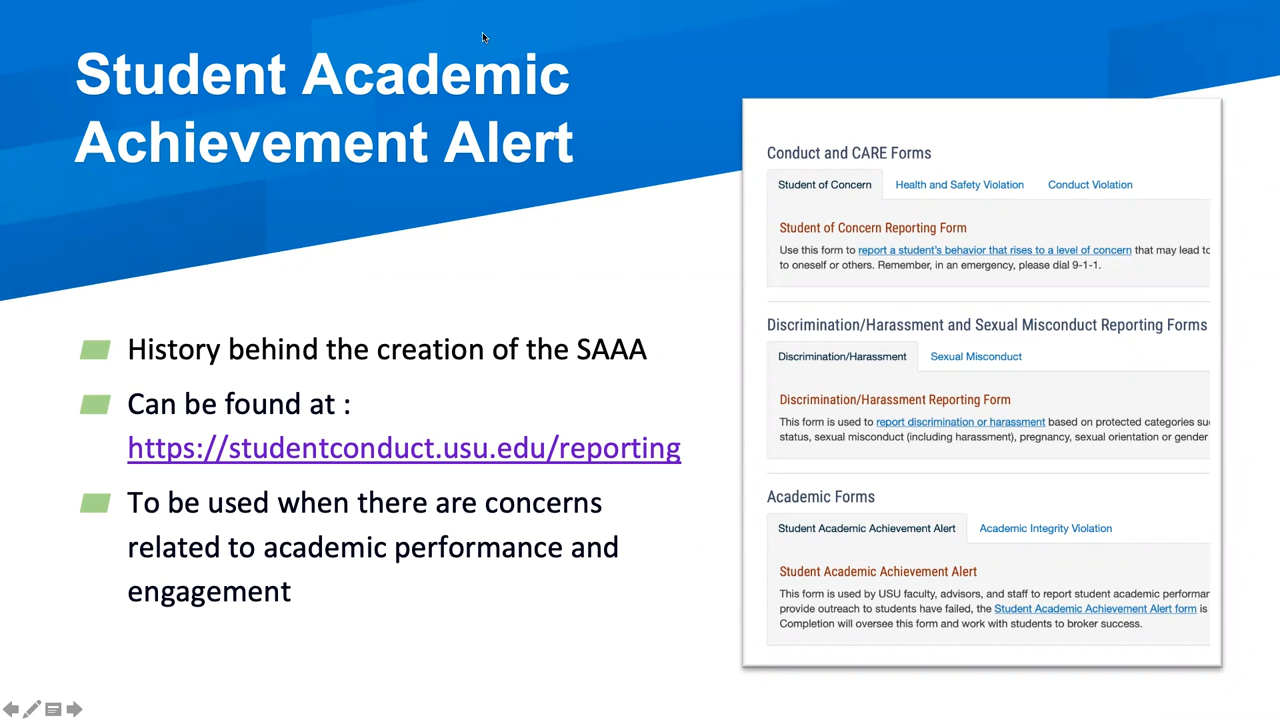 Student Academic
Achievement Alert
History behind the creation of the SAAA
Can be found at :
https://studentconduct.usu.edu/reporting
To be used when there are concerns
related to academic performance and
engagement
Conduct and CARE Forms
Student of Concern Health and Safety Violation Conduct Violation
Student of Concern Reporting Form
Use this form to report a student's behavior that rises to a level of concern that may lead to
to oneself or others. Remember, in an emergency, please dial 9-1-1.
Discrimination/Harassment and Sexual Misconduct Reporting Forms
Discrimination/Harassment Sexual Misconduct
Discrimination/Harassment Reporting Form
This form is used to report discrimination or harassment based on protected categories
status, sexual misconduct (including harassment), pregnancy, sexual orientation or gender
Academic Forms
Student Academic Achievement Alert Academic Integrity Violation
Student Academic Achievement Alert
This form is used by USU faculty, advisors, and staff to report student academic
provide outreach to students have failed, the Student Academic Achievement Alert form is
Completion will oversee this form and work with students to broker success.